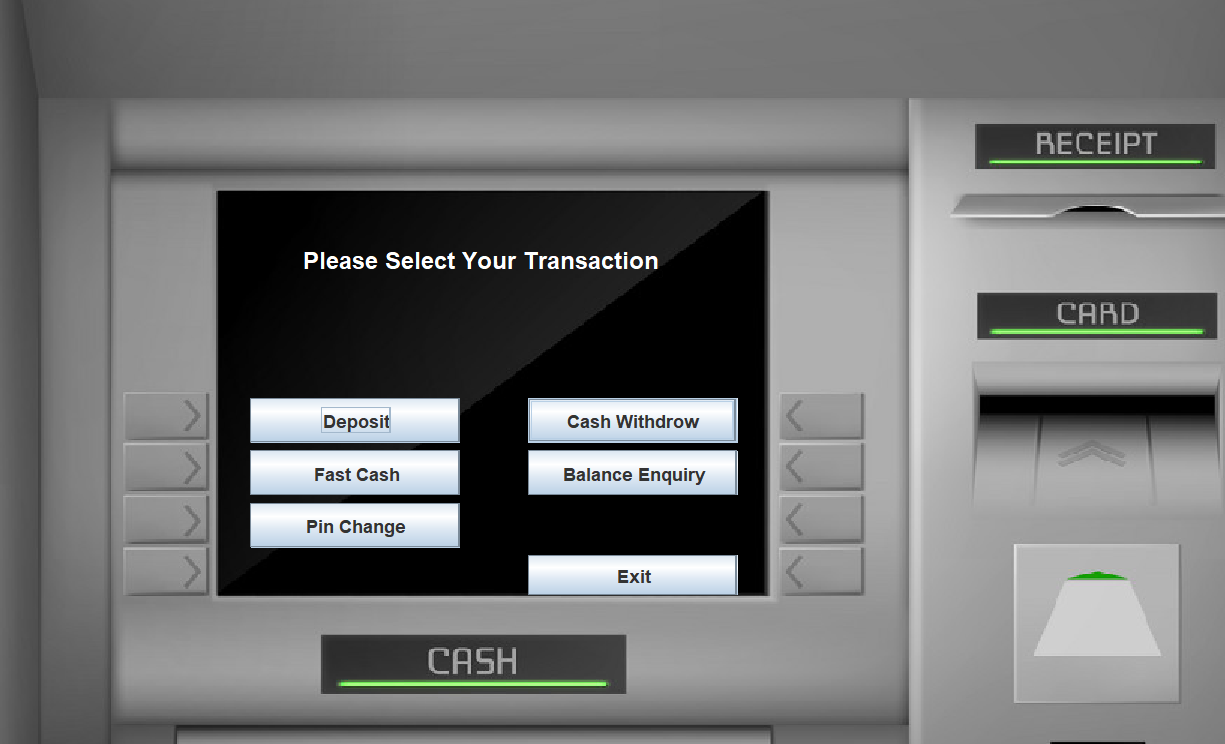 RECEIPT
Please Select Your Transaction
CARD
Deposit
Cash Withdrow
Fast Cash
Balance Enquiry
Pin Change
Exit
CASH